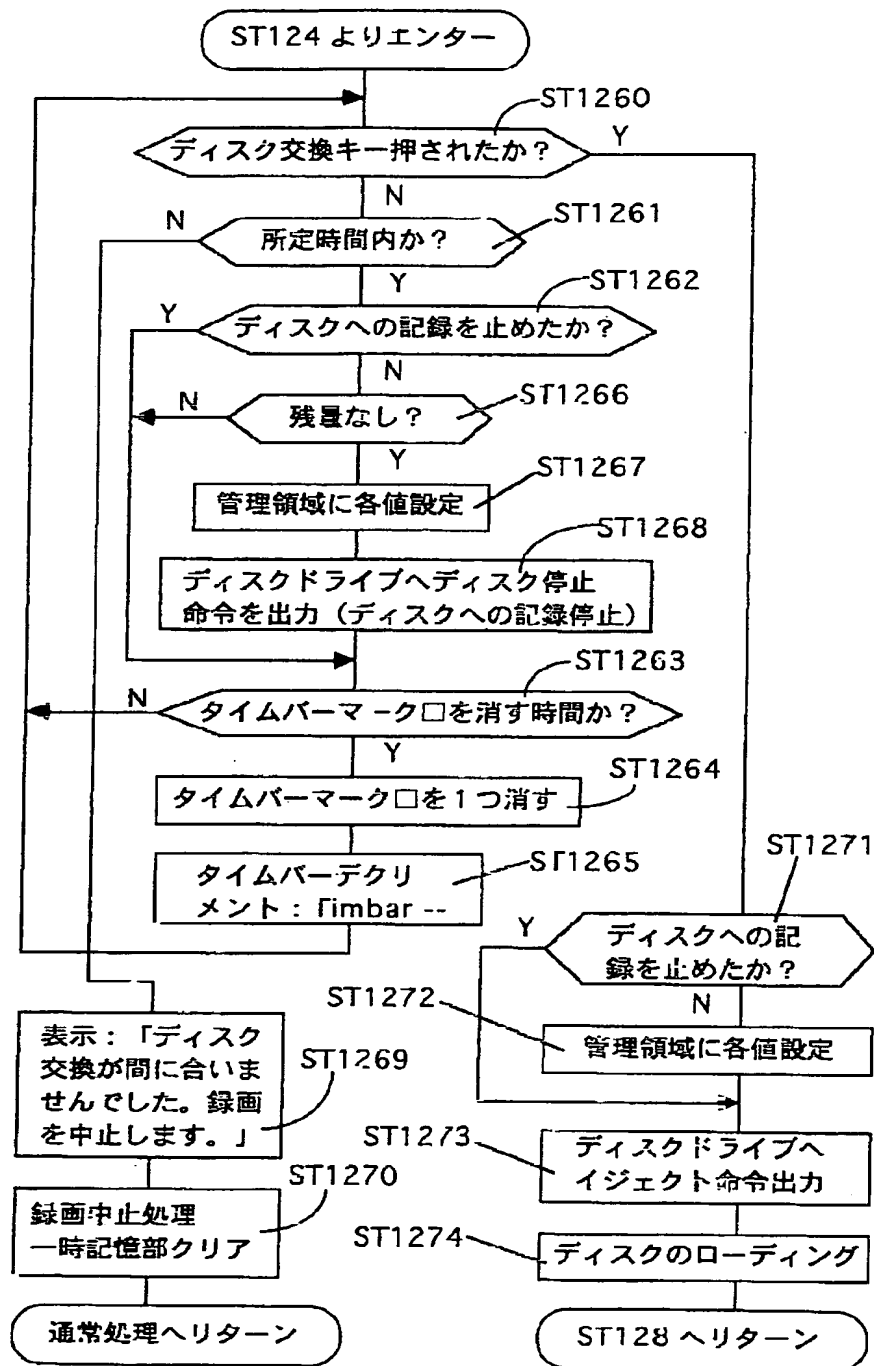 ST124 よりエンター
ST1260
ディスク交換キー押されたか？
Y
N
N
ST1261
所定時間内か？
Y
ST1262
Y
ディスクへの記録を止めたか？
N
N
ST1266
残量なし？
Y
ST1267
管理領域に各値設定
ST1268
ディスクドライブへディスク停止
命令を出力（ディスクへの記録停止）
ST1263
N
タイムバーマーク□を消す時間か？
Y
ST1264
タイムバーマーク□を1つ消す
ST1265
タイムバーデクリ
メント：Timbar --
ST1271
Y
ディスクへの記
録を止めたか？
N
ST1272
管理領域に各値設定
表示：「ディスク
交換が間に合いま
せんでした。録画
を中止します。」
ST1269
ST1273
ディスクドライブへ
イジェクト命令出力
ST1270
録画中止処理
一時記憶部クリア
ST1274
ディスクのローディング
通常処理へリターン
ST128 へリターン